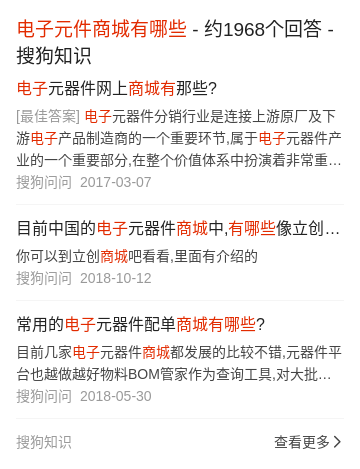 电子元件商城有哪些 - 约1968个回答 -
搜狗知识
电子元器件网上商城有那些?
[最佳答案] 电子元器件分销行业是连接上游原厂及下
游电子产品制造商的一个重要环节,属于电子元器件产
业的一个重要部分,在整个价值体系中扮演着非常重...
搜狗问问 2017-03-07
目前中国的电子元器件商城中,有哪些像立创...
你可以到立创商城吧看看,里面有介绍的
搜狗问问 2018-10-12
常用的电子元器件配单商城有哪些?
目前几家电子元器件商城都发展的比较不错,元器件平
台也越做越好物料BOM管家作为查询工具,对大批...
搜狗问问 2018-05-30
搜狗知识 查看更多